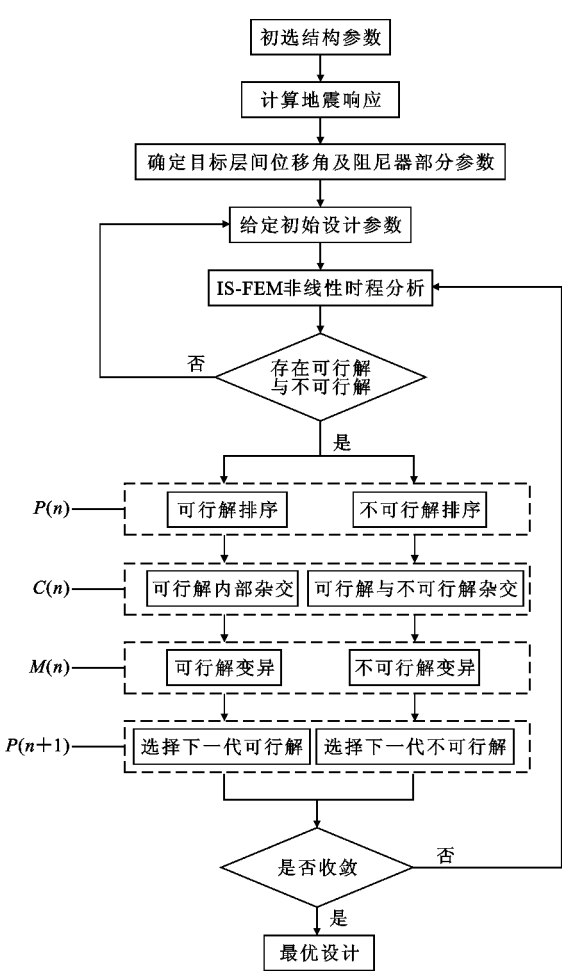 初选结构参数
计算地震响应
确定目标层间位移角及阻尼器部分参数
给定初始设计参数
IS-FEM非线性时程分析
否
存在可行解
与不可行解
是
P(n)
可行解排序
不可行解排序
C(n)
可行解内部杂交
可行解与不可行解杂交
M(n)
可行解变异
不可行解变异
P(n+1)
选择下一代可行解
选择下一代不可行解
是否收敛
否
是
最优设计